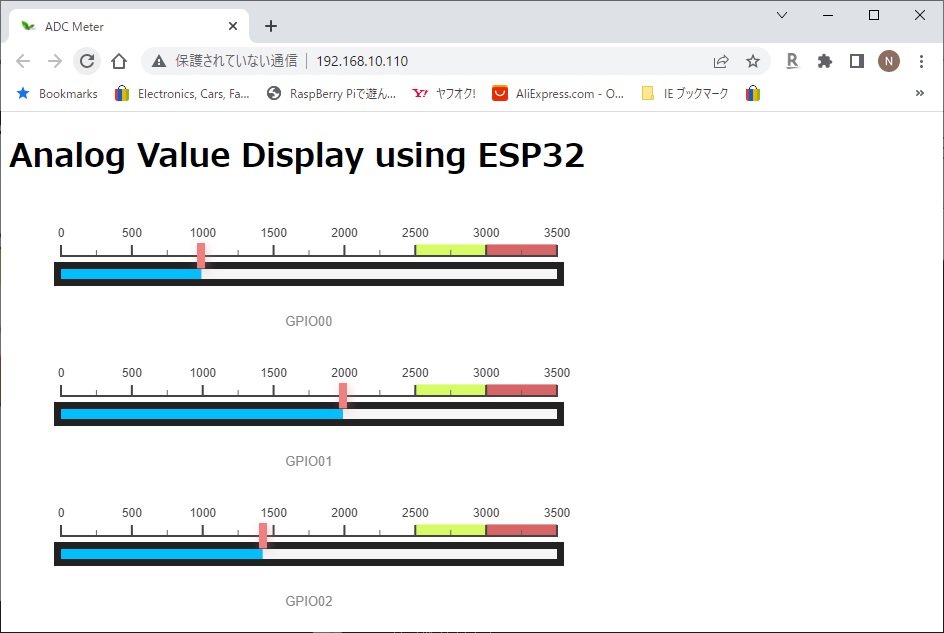 ADC Meter
保護されていない通信 192.168.10.110
R N
Bookmarks Electronics, Cars, Fa... RaspBerry Piで遊ん... Y! ヤフオク! AliExpress.com - O... IE ブックマーク »
Analog Value Display using ESP32
0 500 1000 1500 2000 2500 3000 3500
GPIO00
0 500 1000 1500 2000 2500 3000 3500
GPIO01
0 500 1000 1500 2000 2500 3000 3500
GPIO02